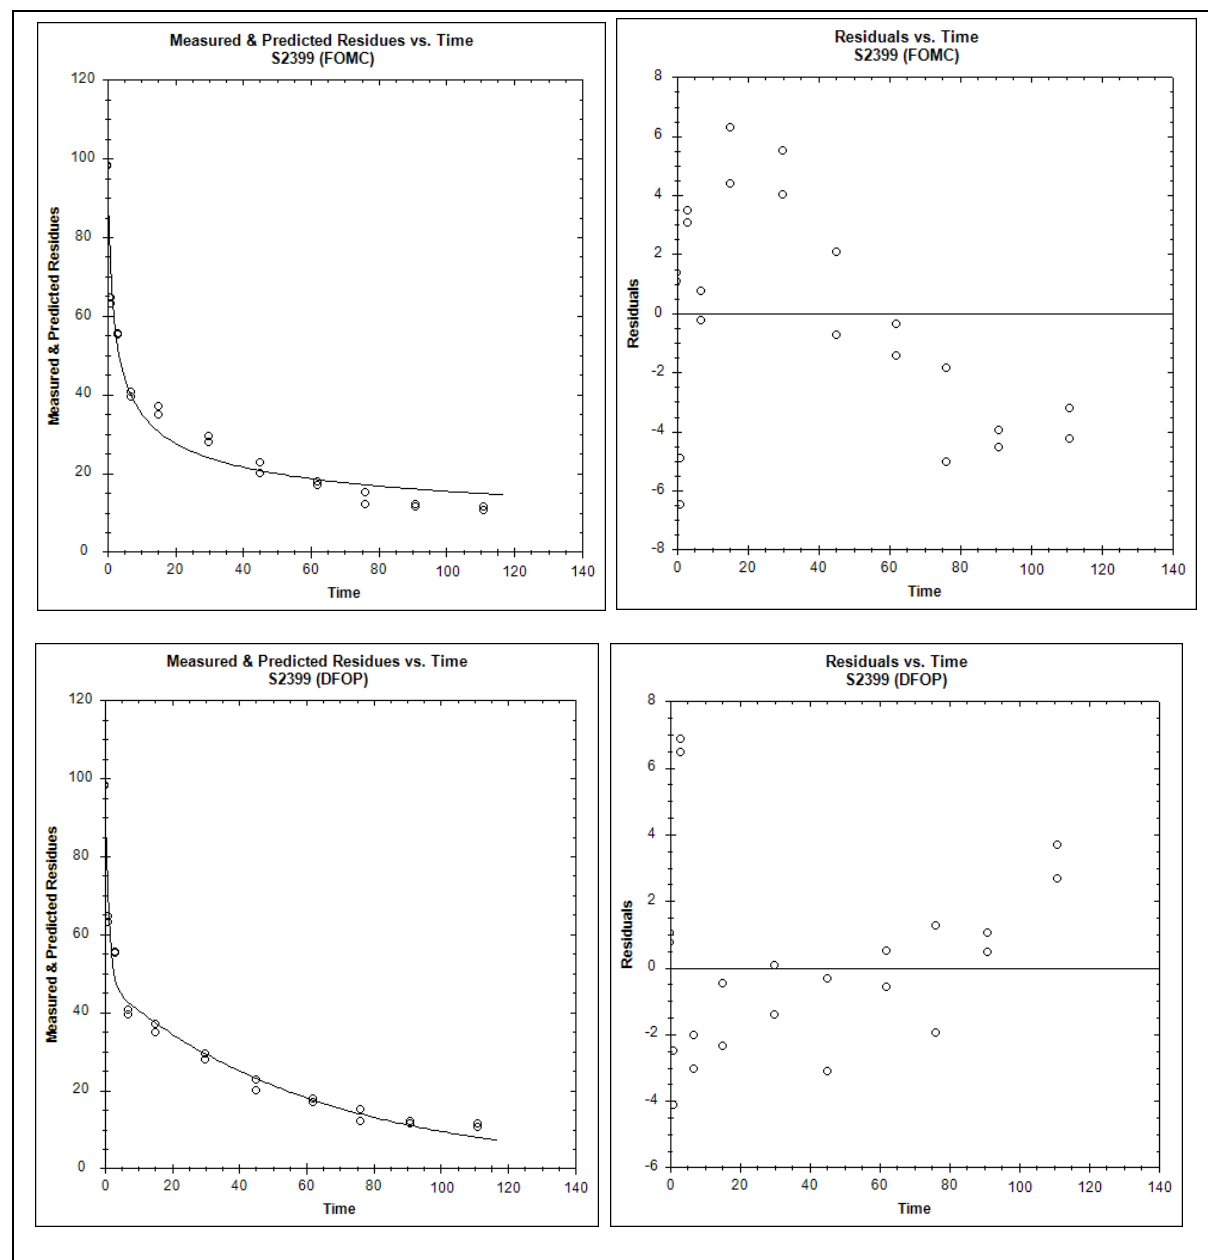 Measured & Predicted Residues vs. Time
S2399 (FOMC)
120
100
80
60
40
20
0
Measured & Predicted Residues
0 20 40 60 80 100 120 140
Time
Residuals vs. Time
S2399 (FOMC)
8
6
4
2
0
-2
-4
-6
-8
Residuals
0 20 40 60 80 100 120 140
Time
Measured & Predicted Residues vs. Time
S2399 (DFOP)
120
100
80
60
40
20
0
Measured & Predicted Residues
0 20 40 60 80 100 120 140
Time
Residuals vs. Time
S2399 (DFOP)
8
6
4
2
0
-2
-4
-6
Residuals
0 20 40 60 80 100 120 140
Time